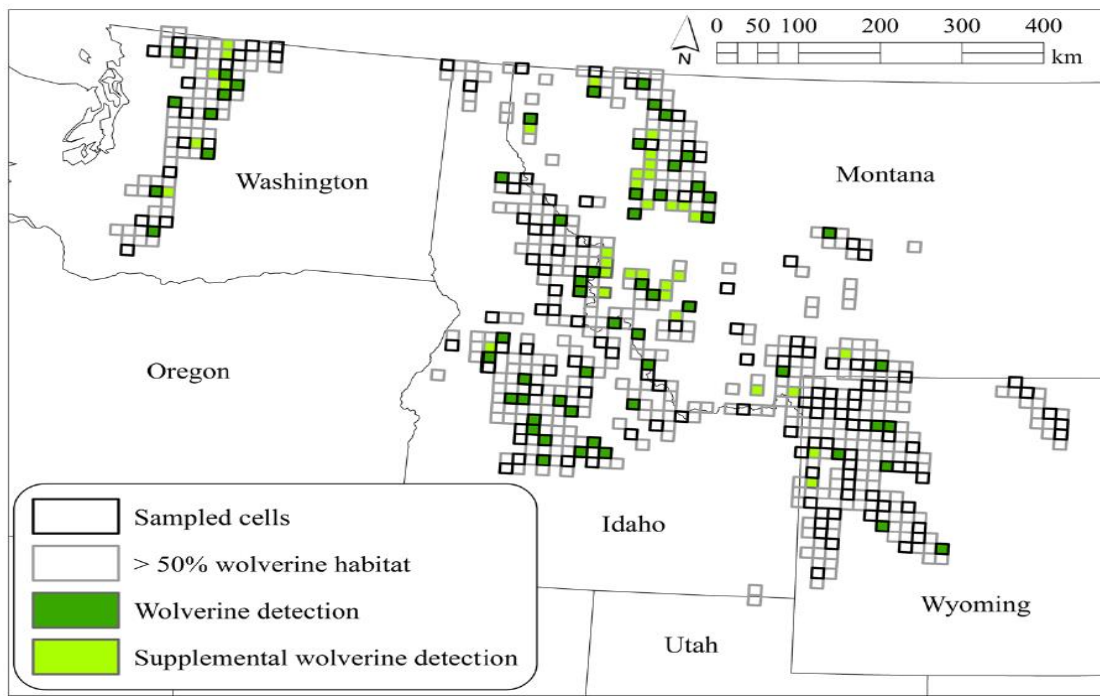 0 50 100 200 300 400
km
N
Washington
Montana
Oregon
Idaho
Wyoming
Utah
Sampled cells
> 50% wolverine habitat
Wolverine detection
Supplemental wolverine detection